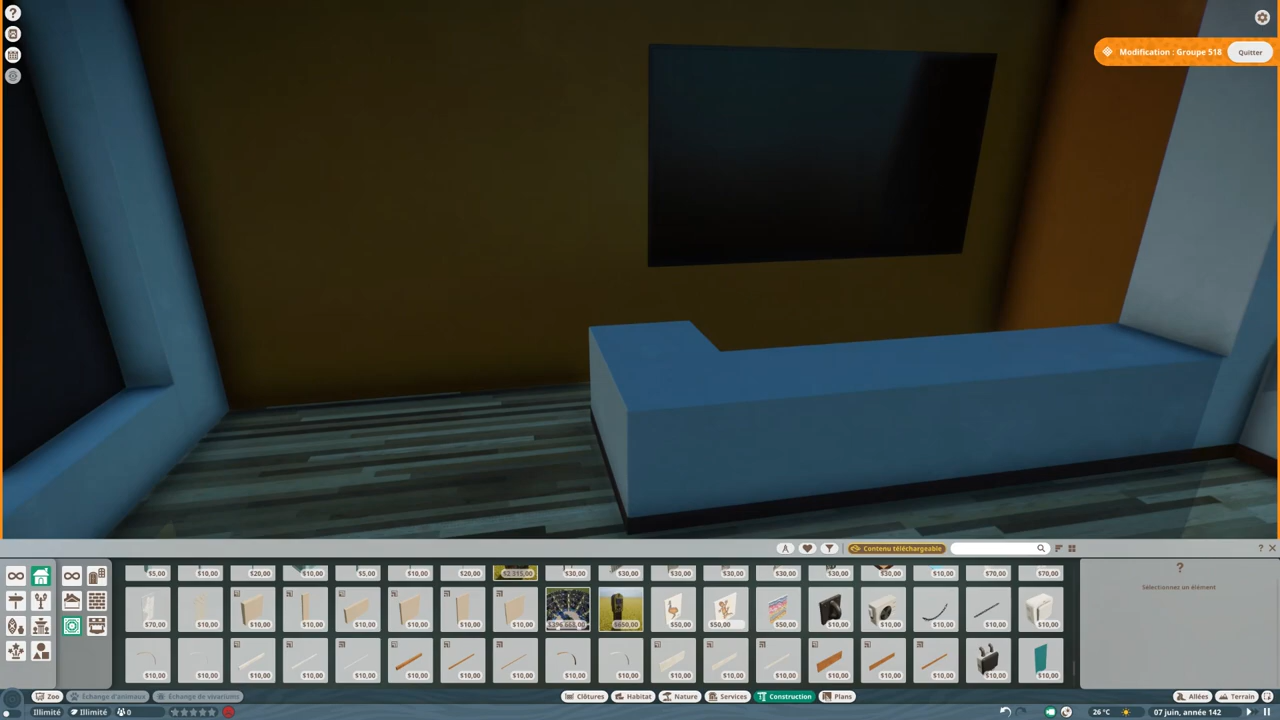 ?
Modification : Groupe 518 Quitter
A Contenu téléchargeable ? ×
$5,00 $10,00 $20,00 $10,00 $5,00 $10,00 $20,00 $2 315,00 $30,00 $30,00 $30,00 $30,00 $30,00 $30,00 $30,00 $10,00 $70,00 $70,00
?
Sélectionnez un élément
$70,00 $10,00 $10,00 $10,00 $10,00 $10,00 $10,00 $10,00 $650,00 $50,00 $50,00 $50,00 $10,00 $10,00 $10,00 $10,00 $10,00
$10,00 $10,00 $10,00 $10,00 $10,00 $10,00 $10,00 $10,00 $10,00 $10,00 $10,00 $10,00 $10,00 $10,00 $10,00 $10,00 $10,00 $10,00
Zoo Échange d'animaux Échange de vivariums Clôtures Habitat Nature Services Construction Plans Allées Terrain
Illimité Illimité 0 26 °C 07 juin, année 142